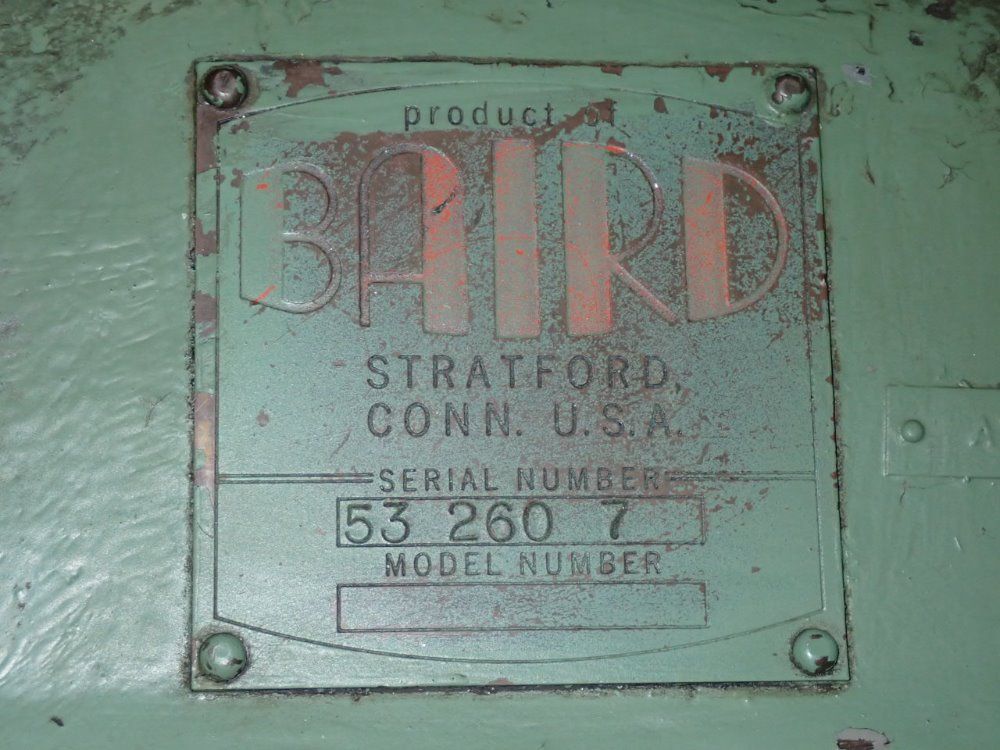 product of
BAIRD
STRATFORD,
CONN. U.S.A.
SERIAL NUMBER
53 260 7
MODEL NUMBER
A